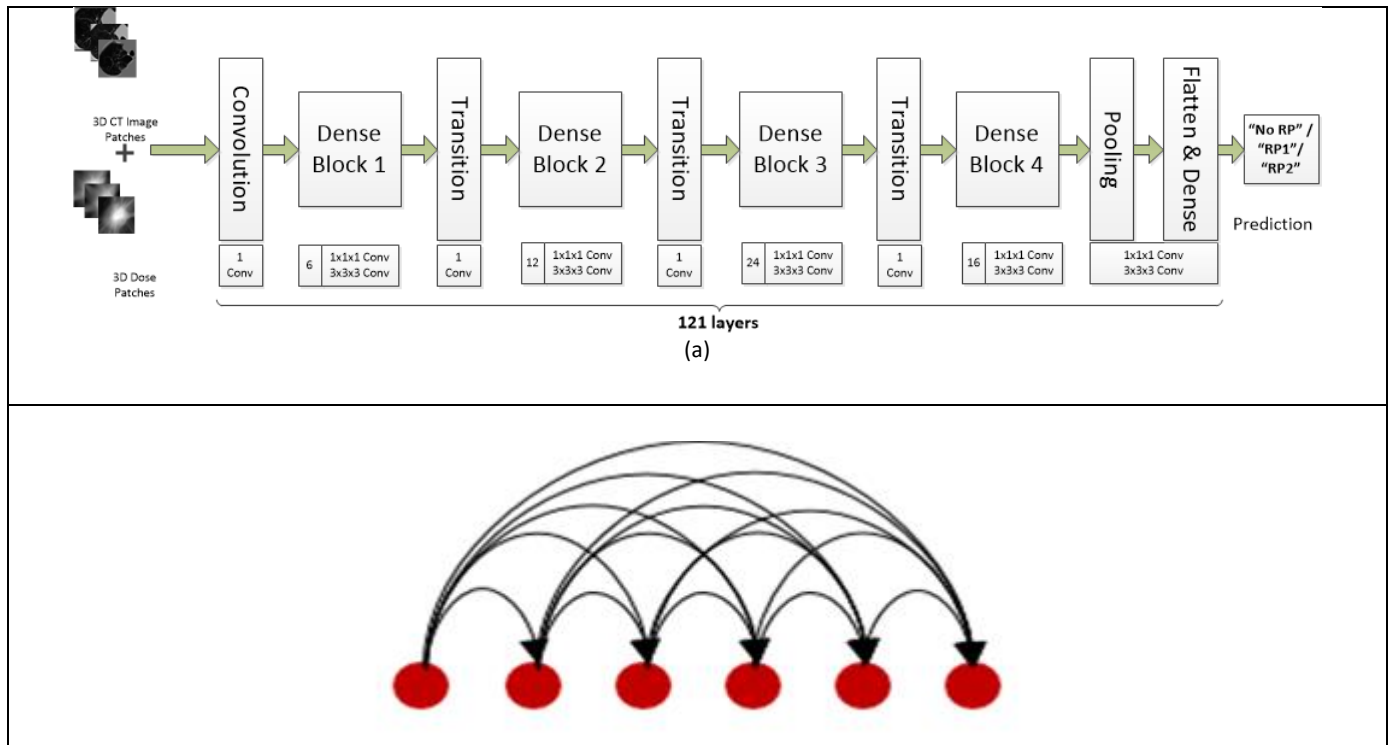 3D CT Image
Patches
+
3D Dose
Patches
Convolution
Dense
Block 1
Transition
Dense
Block 2
Transition
Dense
Block 3
Transition
Dense
Block 4
Pooling
Flatten & Dense
“No RP” /
“RP1”/
“RP2”
Prediction
1
Conv
6
1x1x1 Conv
3x3x3 Conv
1
Conv
12
1x1x1 Conv
3x3x3 Conv
1
Conv
24
1x1x1 Conv
3x3x3 Conv
1
Conv
16
1x1x1 Conv
3x3x3 Conv
1x1x1 Conv
3x3x3 Conv
121 layers
(a)